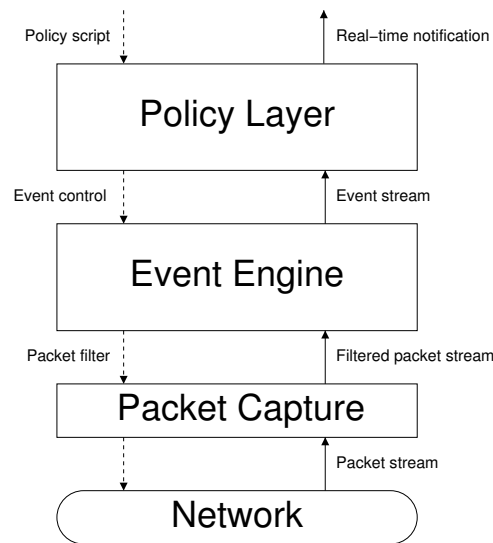 Policy script
Real−time notification
Policy Layer
Event control
Event stream
Event Engine
Packet filter
Filtered packet stream
Packet Capture
Packet stream
Network